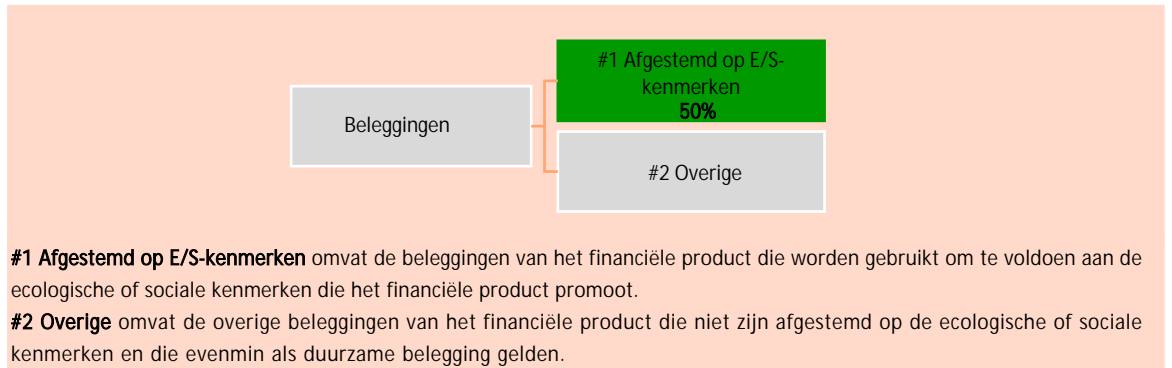 #1 Afgestemd op E/S-
kenmerken
50%
Beleggingen
#2 Overige
#1 Afgestemd op E/S-kenmerken omvat de beleggingen van het financiële product die worden gebruikt om te voldoen aan de
ecologische of sociale kenmerken die het financiële product promoot.
#2 Overige omvat de overige beleggingen van het financiële product die niet zijn afgestemd op de ecologische of sociale
kenmerken en die evenmin als duurzame belegging gelden.